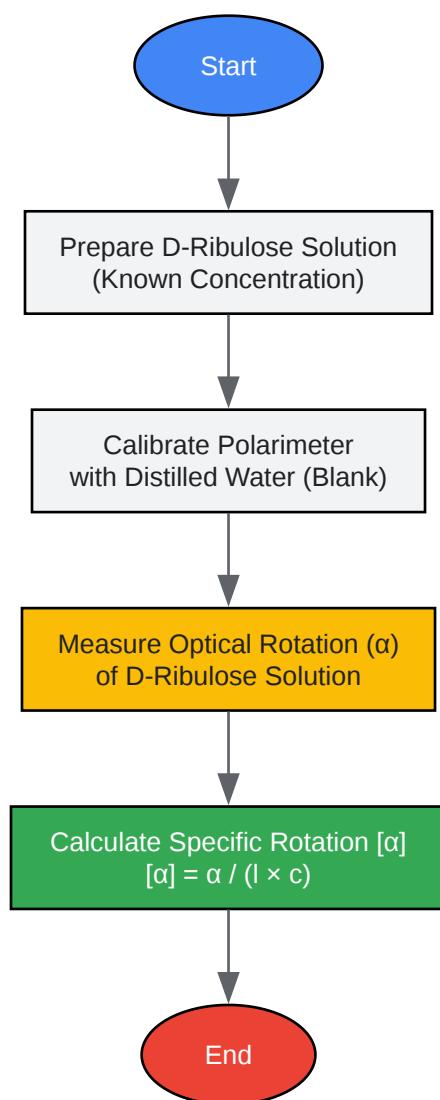 Start
Prepare D-Ribulose Solution
(Known Concentration)
Calibrate Polarimeter
with Distilled Water (Blank)
Measure Optical Rotation (α)
of D-Ribulose Solution
Calculate Specific Rotation [α]
[α] = α / (l × c)
End